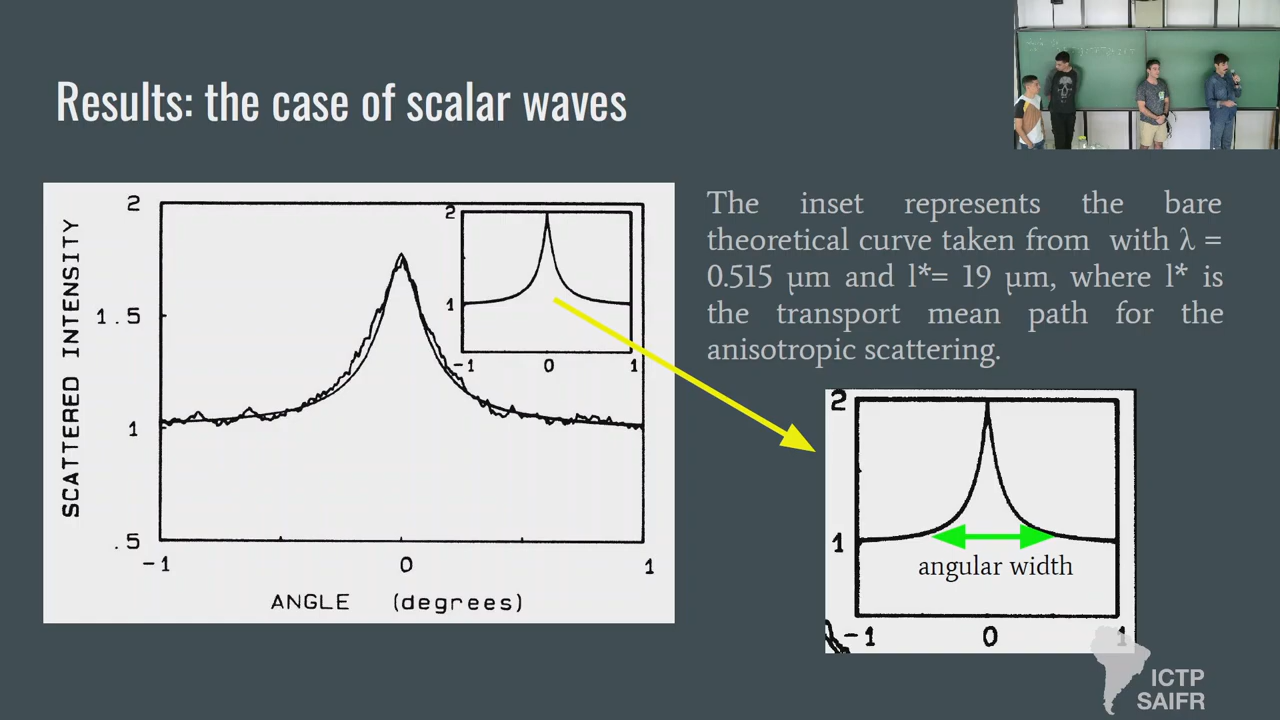 Results: the case of scalar waves
SCATTERED INTENSITY
2
1.5
1
.5
-1
0
1
ANGLE (degrees)
2
1
-1
0
1
The inset represents the bare
theoretical curve taken from with λ =
0.515 μm and l*= 19 μm, where l* is
the transport mean path for the
anisotropic scattering.
2
1
angular width
-1
0
1
ICTP
SAIFR